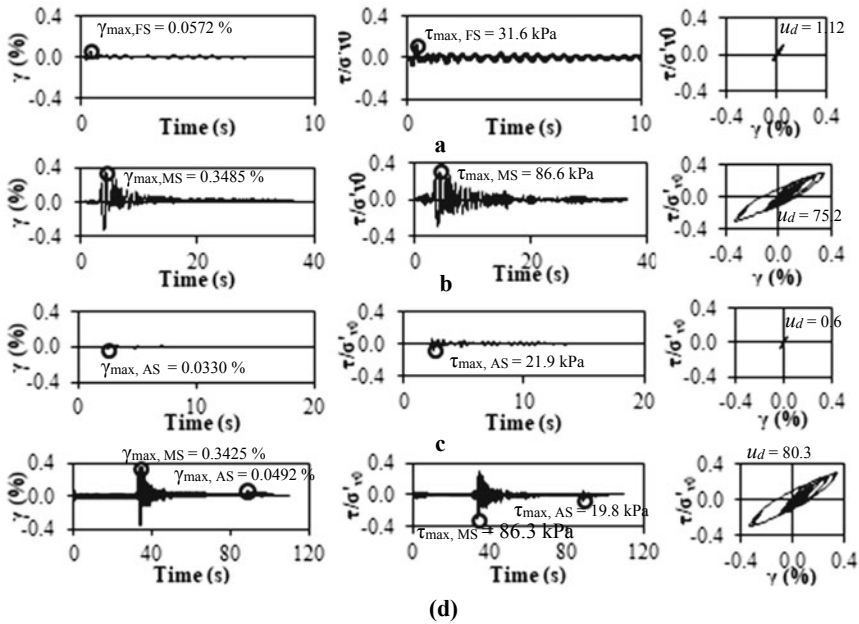 γ (%)
0.4
0.0
-0.4
γmax,FS = 0.0572 %
0
10
Time (s)
τ/σ'v0
0.4
0.0
-0.4
τmax, FS = 31.6 kPa
0
10
Time (s)
τ/σ'v0
0.4
0.0
-0.4
ud = 1.12
-0.4
0.0
0.4
γ (%)
a
γ (%)
0.4
0.0
-0.4
γmax,MS = 0.3485 %
0
20
40
Time (s)
τ/σ'v0
0.4
0.0
-0.4
τmax, MS = 86.6 kPa
0
20
40
Time (s)
τ/σ'v0
0.4
0.0
-0.4
ud = 75.2
-0.4
0.0
0.4
γ (%)
b
γ (%)
0.4
0.0
-0.4
γmax, AS = 0.0330 %
0
20
Time (s)
τ/σ'v0
0.4
0.0
-0.4
τmax, AS = 21.9 kPa
0
20
Time (s)
τ/σ'v0
0.4
0.0
-0.4
ud = 0.6
-0.4
0.0
0.4
γ (%)
c
γmax, MS = 0.3425 %
γ (%)
0.4
0.0
-0.4
γmax, AS = 0.0492 %
0
40
80
120
Time (s)
τ/σ'v0
0.4
0.0
-0.4
τmax, AS = 19.8 kPa
τmax, MS = 86.3 kPa
0
40
80
120
Time (s)
ud = 80.3
τ/σ'v0
0.4
0.0
-0.4
-0.4
0.0
0.4
γ (%)
(d)